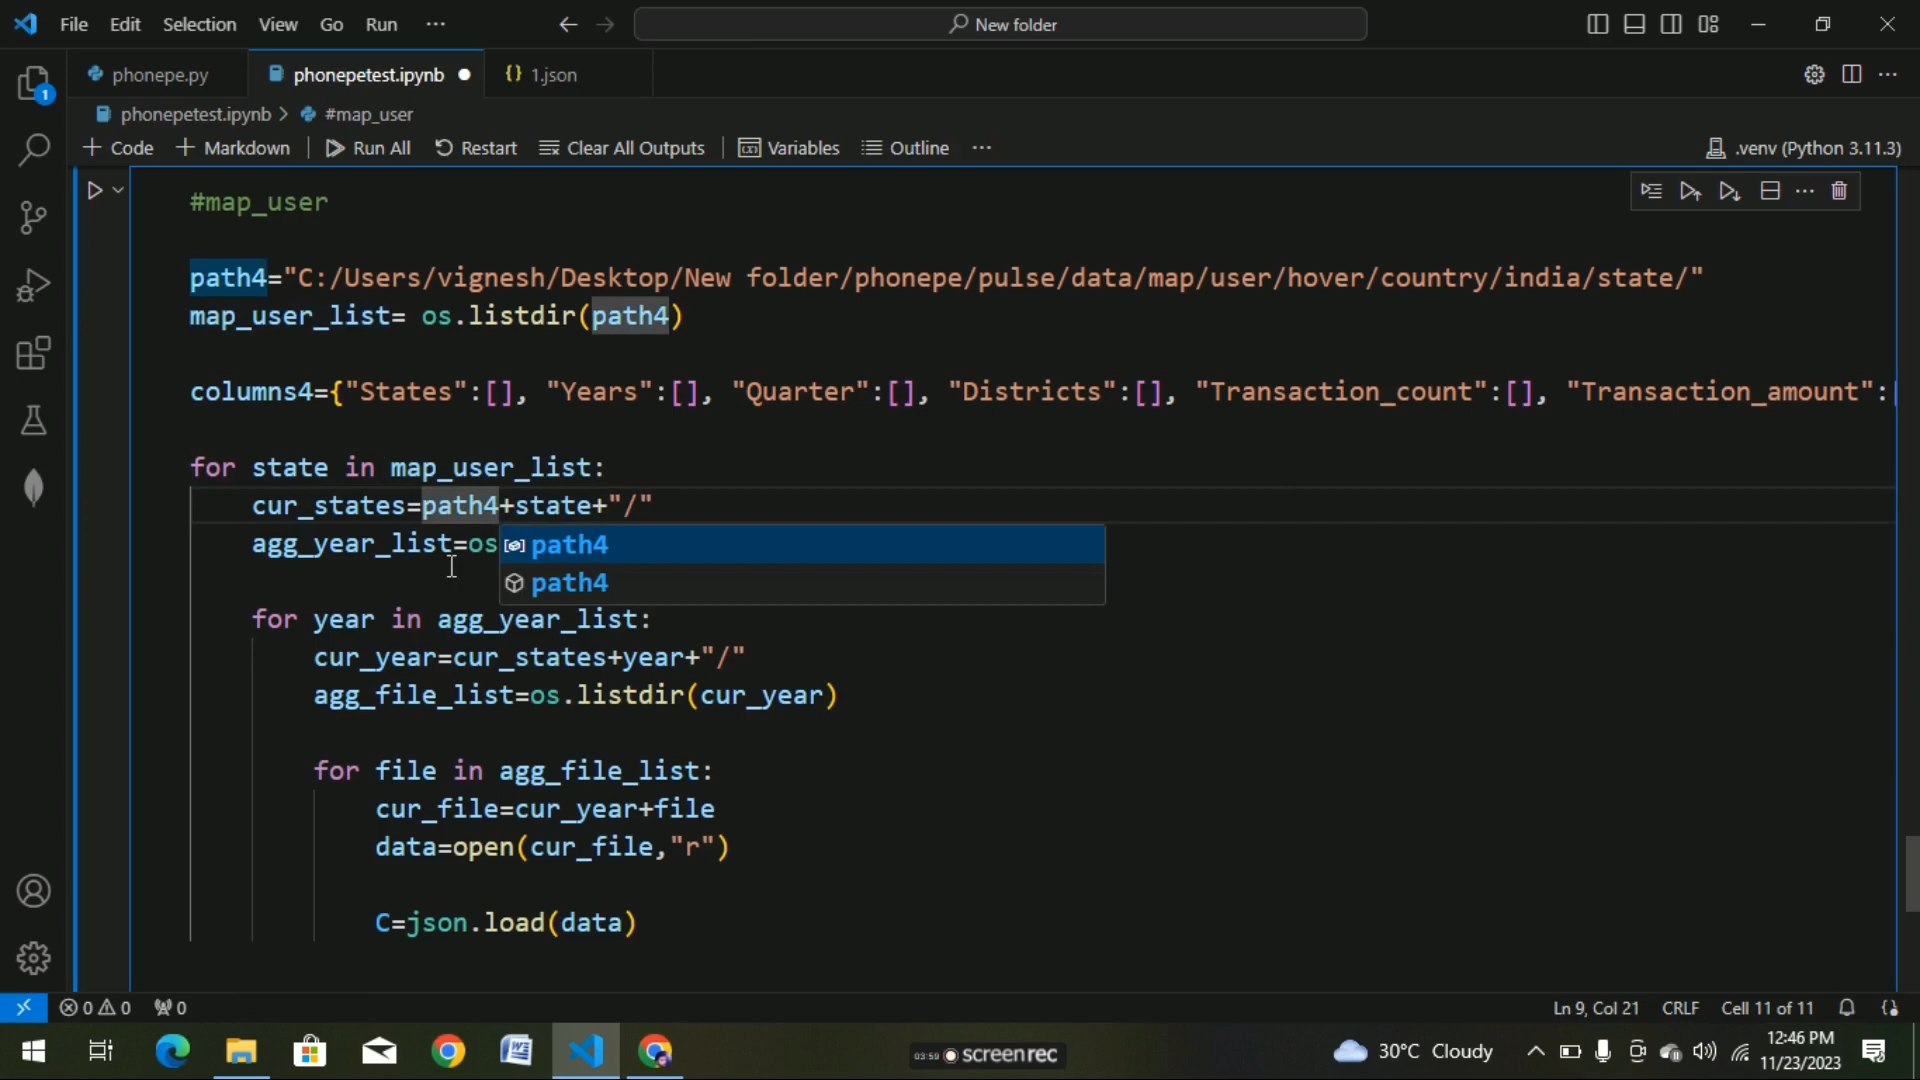 File Edit Selection View Go Run ··· New folder
phonepe.py phonepetest.ipynb 1.json
phonepetest.ipynb > #map_user
+ Code + Markdown Run All Restart Clear All Outputs Variables Outline ··· .venv (Python 3.11.3)
1
#map_user
path4="C:/Users/vignesh/Desktop/New folder/phonepe/pulse/data/map/user/hover/country/india/state/"
map_user_list= os.listdir(path4)
columns4={"States":[], "Years":[], "Quarter":[], "Districts":[], "Transaction_count":[], "Transaction_amount":[
for state in map_user_list:
cur_states=path4+state+"/"
agg_year_list=os
path4
path4
for year in agg_year_list:
cur_year=cur_states+year+"/"
agg_file_list=os.listdir(cur_year)
for file in agg_file_list:
cur_file=cur_year+file
data=open(cur_file,"r")
C=json.load(data)
0 0 0 Ln 9, Col 21 CRLF Cell 11 of 11
03:59 screenrec 30°C Cloudy 12:46 PM
11/23/2023